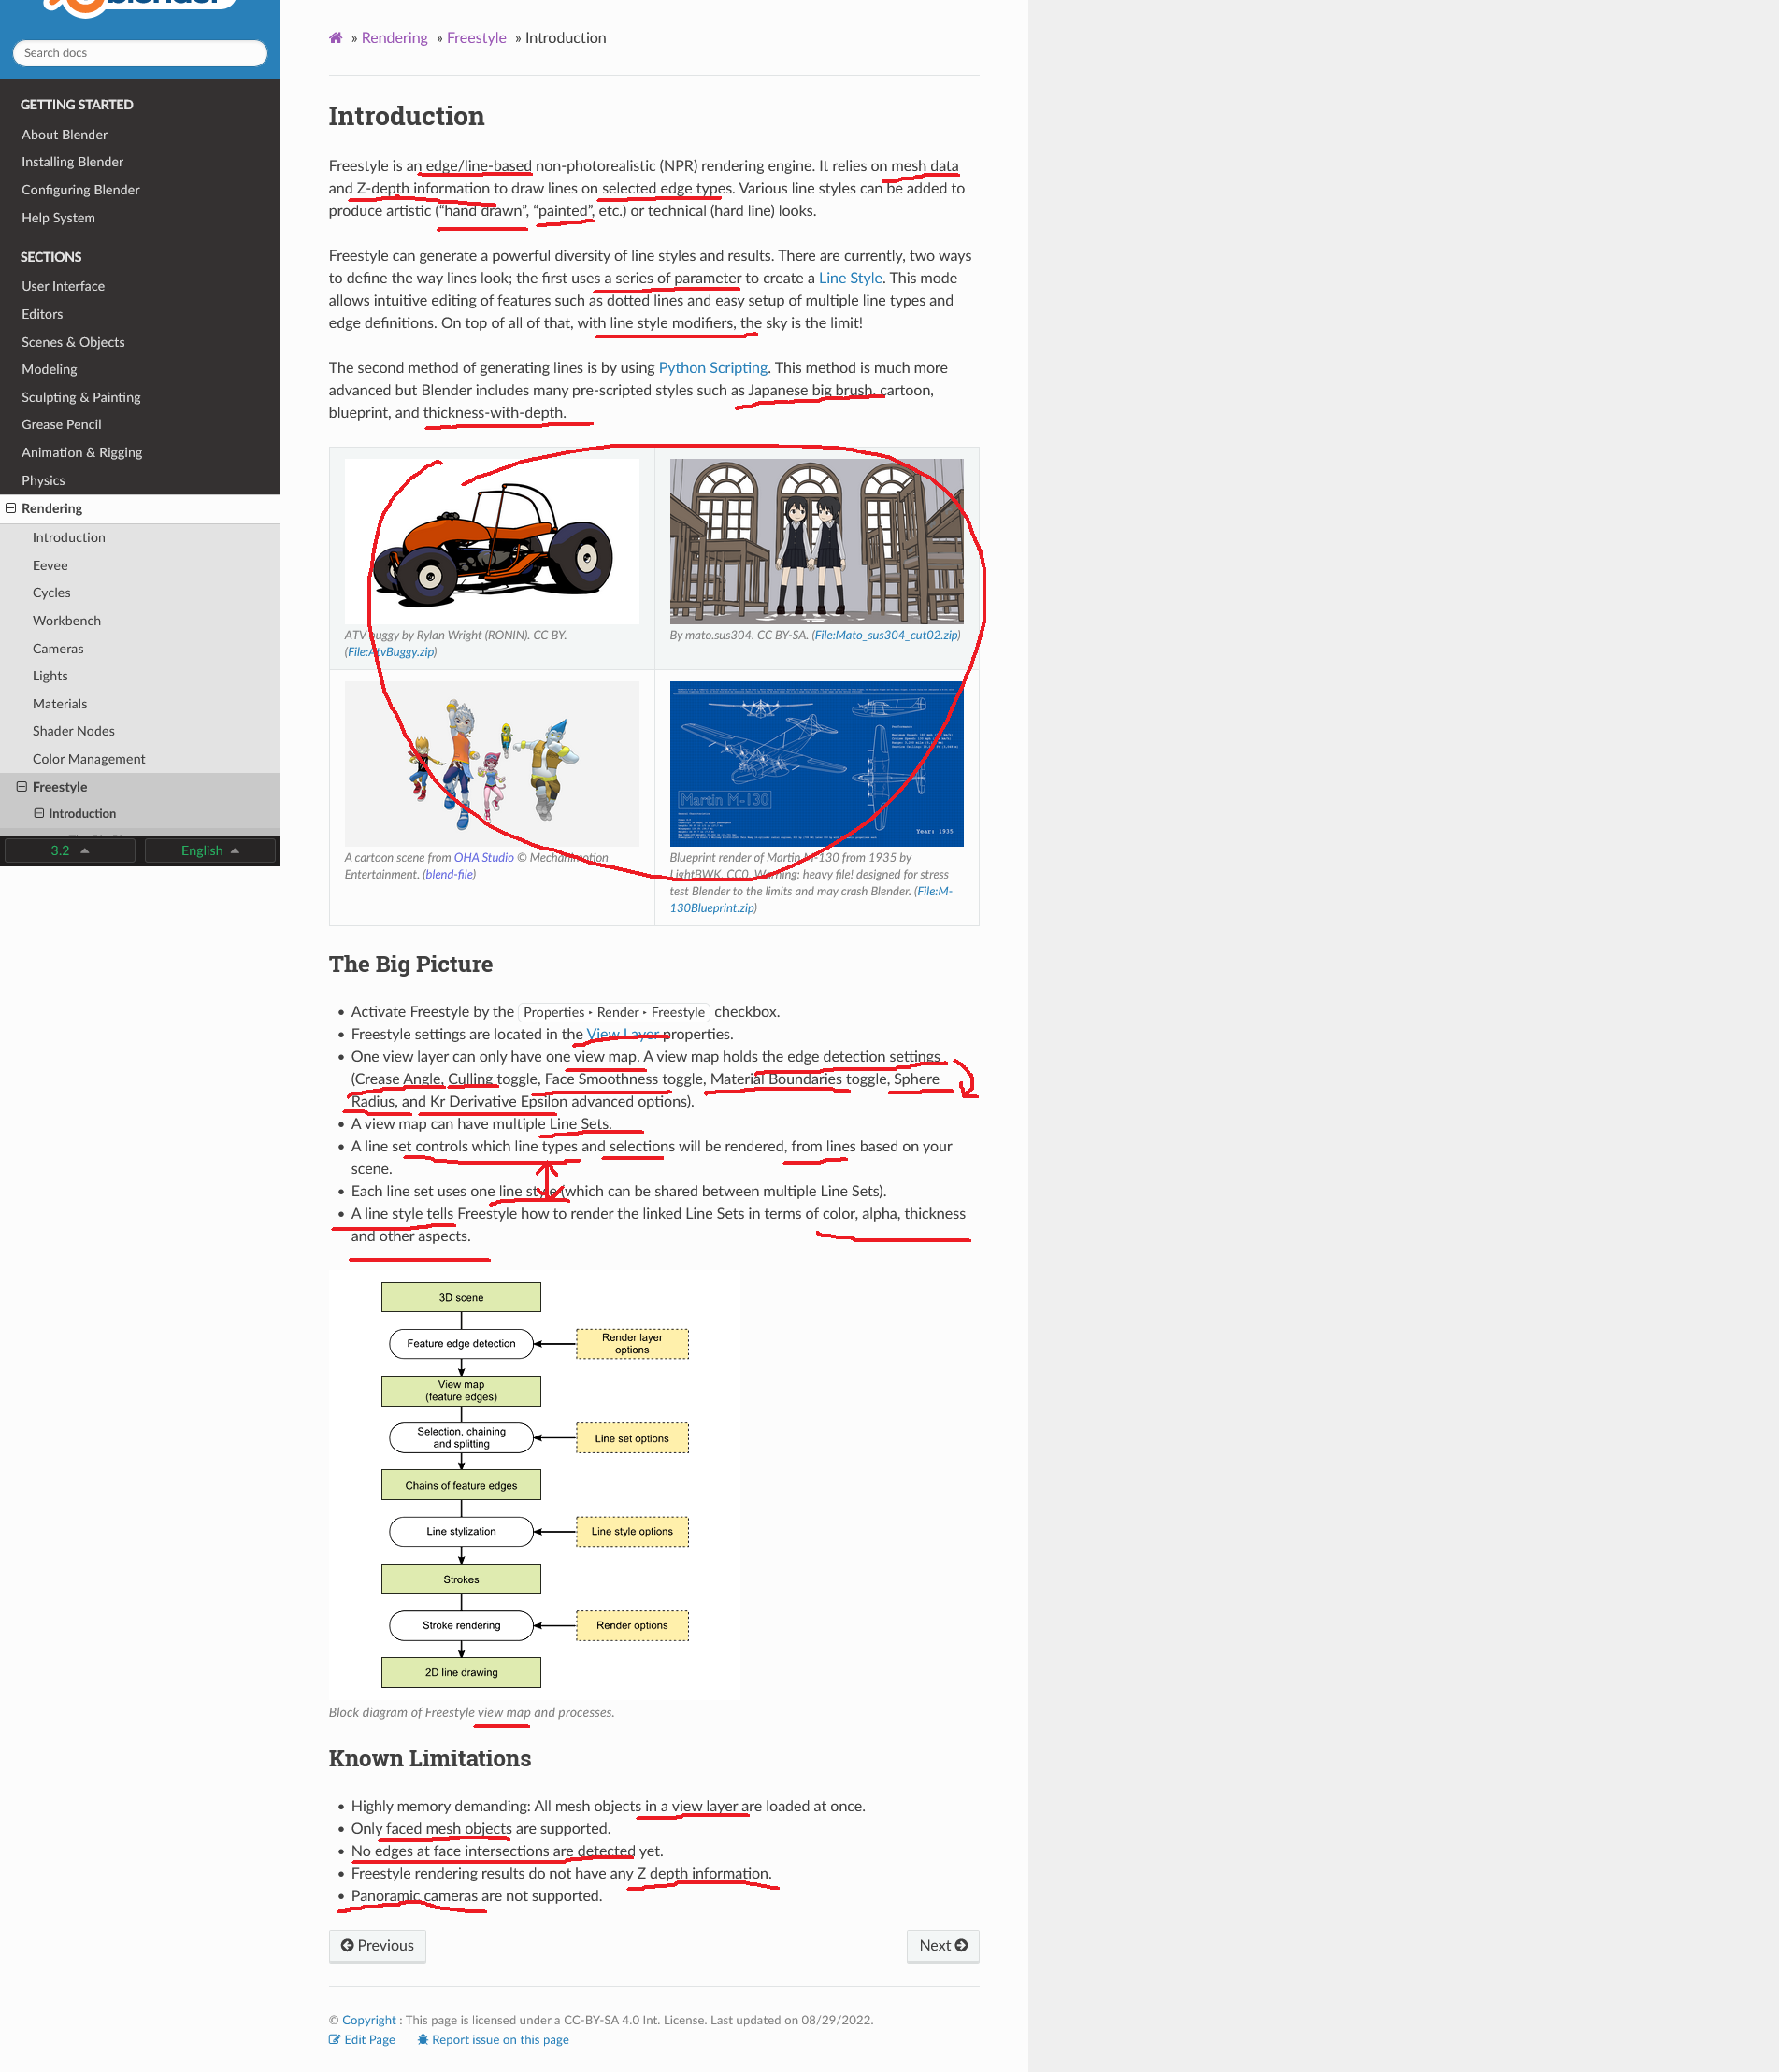 blender
Search docs
GETTING STARTED
About Blender
Installing Blender
Configuring Blender
Help System
SECTIONS
User Interface
Editors
Scenes & Objects
Modeling
Sculpting & Painting
Grease Pencil
Animation & Rigging
Physics
Rendering
Introduction
Eevee
Cycles
Workbench
Cameras
Lights
Materials
Shader Nodes
Color Management
Freestyle
Introduction
3.2
English
» Rendering » Freestyle » Introduction
Introduction
Freestyle is an edge/line-based non-photorealistic (NPR) rendering engine. It relies on mesh data
and Z-depth information to draw lines on selected edge types. Various line styles can be added to
produce artistic (“hand drawn”, “painted”, etc.) or technical (hard line) looks.
Freestyle can generate a powerful diversity of line styles and results. There are currently, two ways
to define the way lines look; the first uses a series of parameter to create a Line Style. This mode
allows intuitive editing of features such as dotted lines and easy setup of multiple line types and
edge definitions. On top of all of that, with line style modifiers, the sky is the limit!
The second method of generating lines is by using Python Scripting. This method is much more
advanced but Blender includes many pre-scripted styles such as Japanese big brush, cartoon,
blueprint, and thickness-with-depth.
ATV buggy by Rylan Wright (RONIN). CC BY.
(File:AtvBuggy.zip)
By mato.sus304. CC BY-SA. (File:Mato_sus304_cut02.zip)
Martin M-130
Year: 1935
A cartoon scene from OHA Studio © Mechanimotion
Entertainment. (blend-file)
Blueprint render of Martin M-130 from 1935 by
LightBWK. CC0. Warning: heavy file! designed for stress
test Blender to the limits and may crash Blender. (File:M-
130Blueprint.zip)
The Big Picture
• Activate Freestyle by the Properties ‣ Render ‣ Freestyle checkbox.
• Freestyle settings are located in the View Layer properties.
• One view layer can only have one view map. A view map holds the edge detection settings
(Crease Angle, Culling toggle, Face Smoothness toggle, Material Boundaries toggle, Sphere
Radius, and Kr Derivative Epsilon advanced options).
• A view map can have multiple Line Sets.
• A line set controls which line types and selections will be rendered, from lines based on your
scene.
• Each line set uses one line style (which can be shared between multiple Line Sets).
• A line style tells Freestyle how to render the linked Line Sets in terms of color, alpha, thickness
and other aspects.
3D scene
Feature edge detection
Render layer
options
View map
(feature edges)
Selection, chaining
and splitting
Line set options
Chains of feature edges
Line stylization
Line style options
Strokes
Stroke rendering
Render options
2D line drawing
Block diagram of Freestyle view map and processes.
Known Limitations
• Highly memory demanding: All mesh objects in a view layer are loaded at once.
• Only faced mesh objects are supported.
• No edges at face intersections are detected yet.
• Freestyle rendering results do not have any Z depth information.
• Panoramic cameras are not supported.
Previous
Next
© Copyright : This page is licensed under a CC-BY-SA 4.0 Int. License. Last updated on 08/29/2022.
Edit Page
Report issue on this page